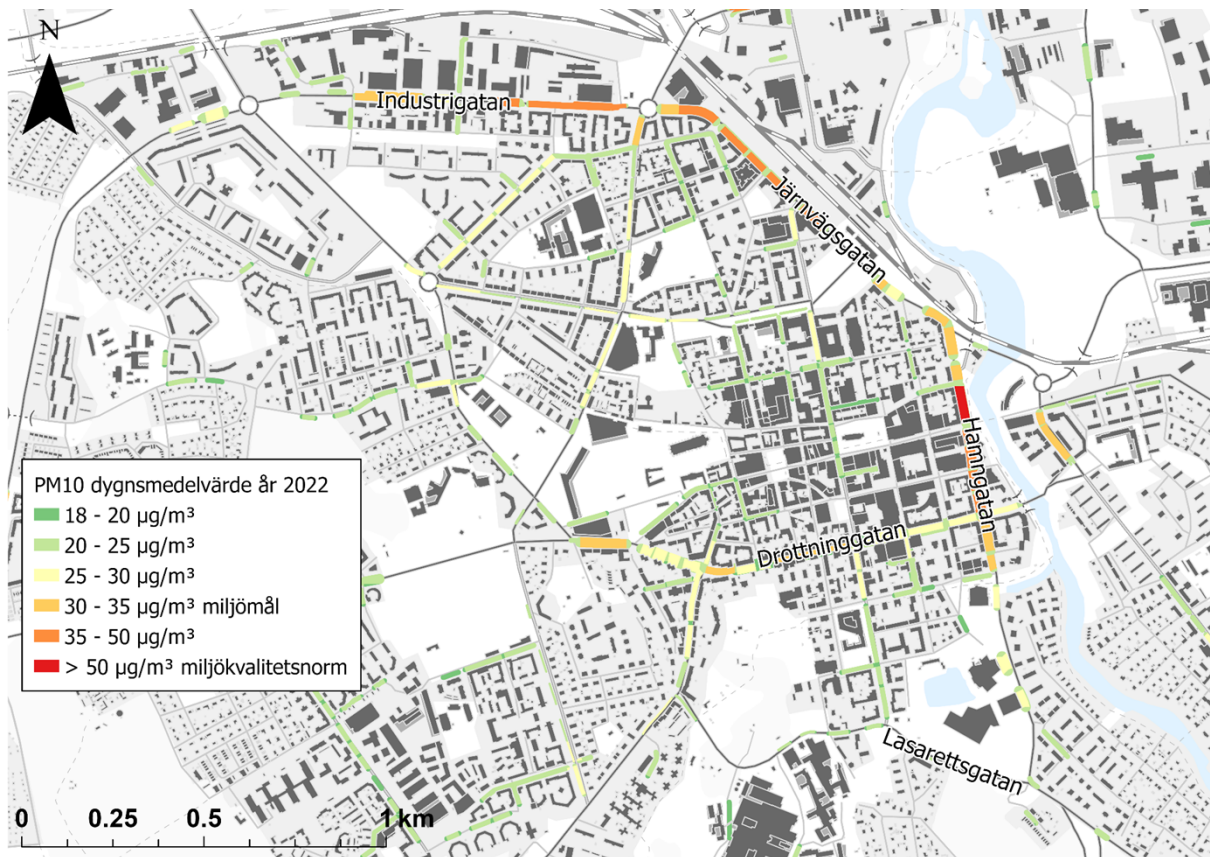 N
Industrigatan
Järnvägsgatan
Hamngatan
PM10 dygnsmedelvärde år 2022
18 - 20 µg/m³
20 - 25 µg/m³
25 - 30 µg/m³
30 - 35 µg/m³ miljömål
35 - 50 µg/m³
> 50 µg/m³ miljökvalitetsnorm
Drottninggatan
Lasarettsgatan
0 0.25 0.5 1 km